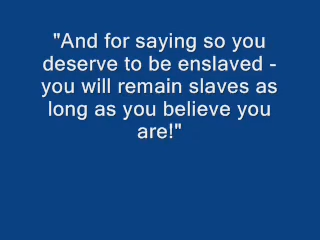 "And for saying so you
deserve to be enslaved -
you will remain slaves as
long as you believe you
are!"